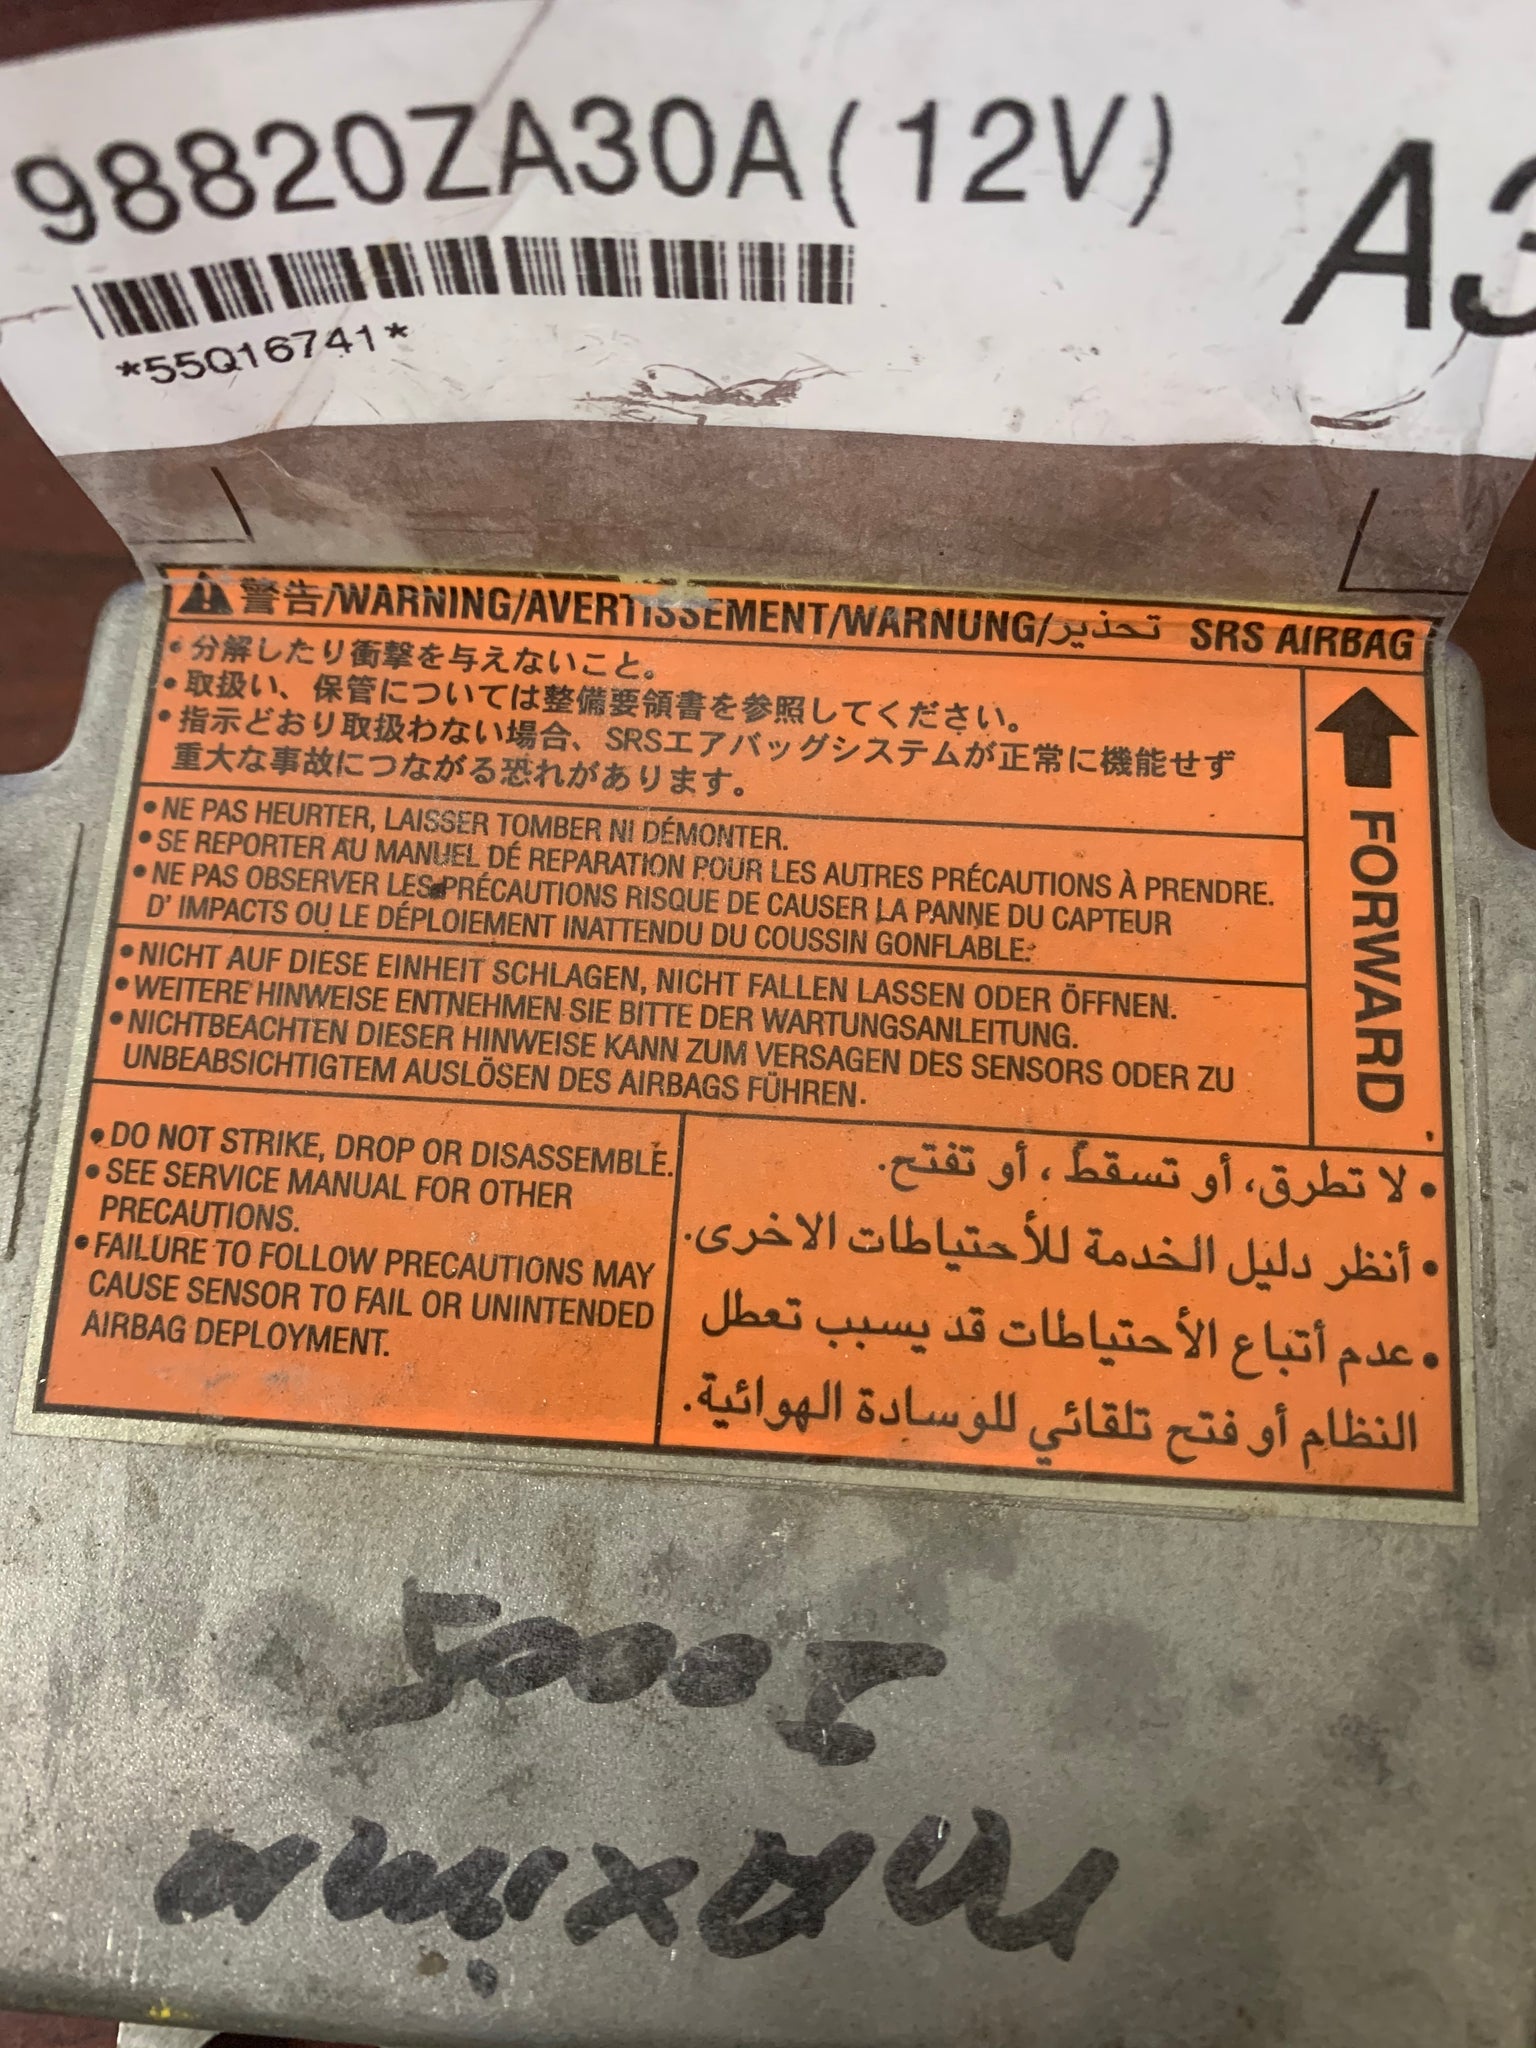 98820ZA30A(12V)
A3
*55Q16741*
警告/WARNING/AVERTISSEMENT/WARNUNG/تحذير SRS AIRBAG
• 分解したり衝撃を与えないこと。
• 取扱い、保管については整備要領書を参照してください。
• 指示どおり取扱わない場合、SRSエアバッグシステムが正常に機能せず
重大な事故につながる恐れがあります。
FORWARD
• NE PAS HEURTER, LAISSER TOMBER NI DÉMONTER.
• SE REPORTER AU MANUEL DÉ REPARATION POUR LES AUTRES PRÉCAUTIONS À PRENDRE.
• NE PAS OBSERVER LES PRÉCAUTIONS RISQUE DE CAUSER LA PANNE DU CAPTEUR
D' IMPACTS OU LE DÉPLOIEMENT INATTENDU DU COUSSIN GONFLABLE.
• NICHT AUF DIESE EINHEIT SCHLAGEN, NICHT FALLEN LASSEN ODER ÖFFNEN.
• WEITERE HINWEISE ENTNEHMEN SIE BITTE DER WARTUNGSANLEITUNG.
• NICHTBEACHTEN DIESER HINWEISE KANN ZUM VERSAGEN DES SENSORS ODER ZU
UNBEABSICHTIGTEM AUSLÖSEN DES AIRBAGS FÜHREN.
• DO NOT STRIKE, DROP OR DISASSEMBLE.
• SEE SERVICE MANUAL FOR OTHER
PRECAUTIONS.
• FAILURE TO FOLLOW PRECAUTIONS MAY
CAUSE SENSOR TO FAIL OR UNINTENDED
AIRBAG DEPLOYMENT.
• لا تطرق، أو تسقط ، أو تفتح.
• أنظر دليل الخدمة للأحتياطات الاخرى.
• عدم أتباع الأحتياطات قد يسبب تعطل
النظام أو فتح تلقائي للوسادة الهوائية.
MAximA